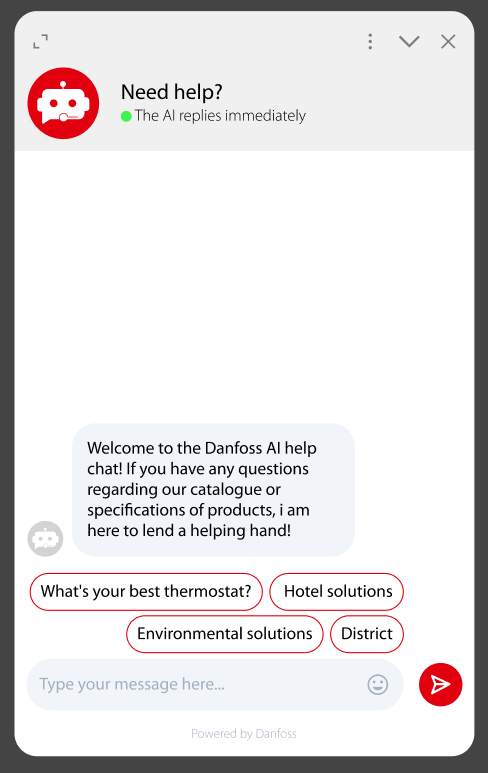 Need help?
The AI replies immediately
Welcome to the Danfoss AI help
chat! If you have any questions
regarding our catalogue or
specifications of products, i am
here to lend a helping hand!
What's your best thermostat?
Hotel solutions
Environmental solutions
District
Type your message here...
Powered by Danfoss